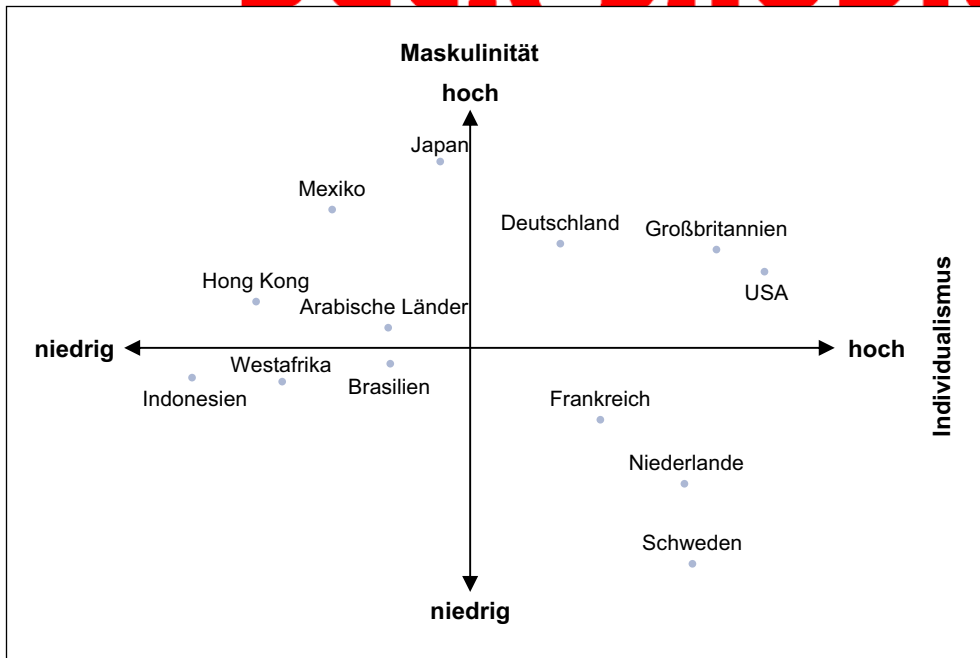 Maskulinität
hoch
Japan
Mexiko
Deutschland
Großbritannien
Hong Kong
USA
Arabische Länder
niedrig
hoch
Individualismus
Westafrika
Brasilien
Indonesien
Frankreich
Niederlande
Schweden
niedrig